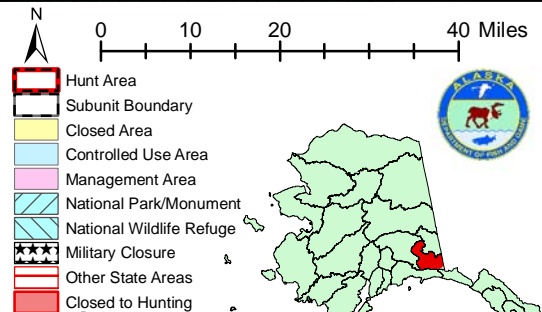 N
0 10 20 40 Miles
Hunt Area
Subunit Boundary
Closed Area
Controlled Use Area
Management Area
National Park/Monument
National Wildlife Refuge
Military Closure
Other State Areas
Closed to Hunting
ALASKA
DEPARTMENT OF FISH AND GAME